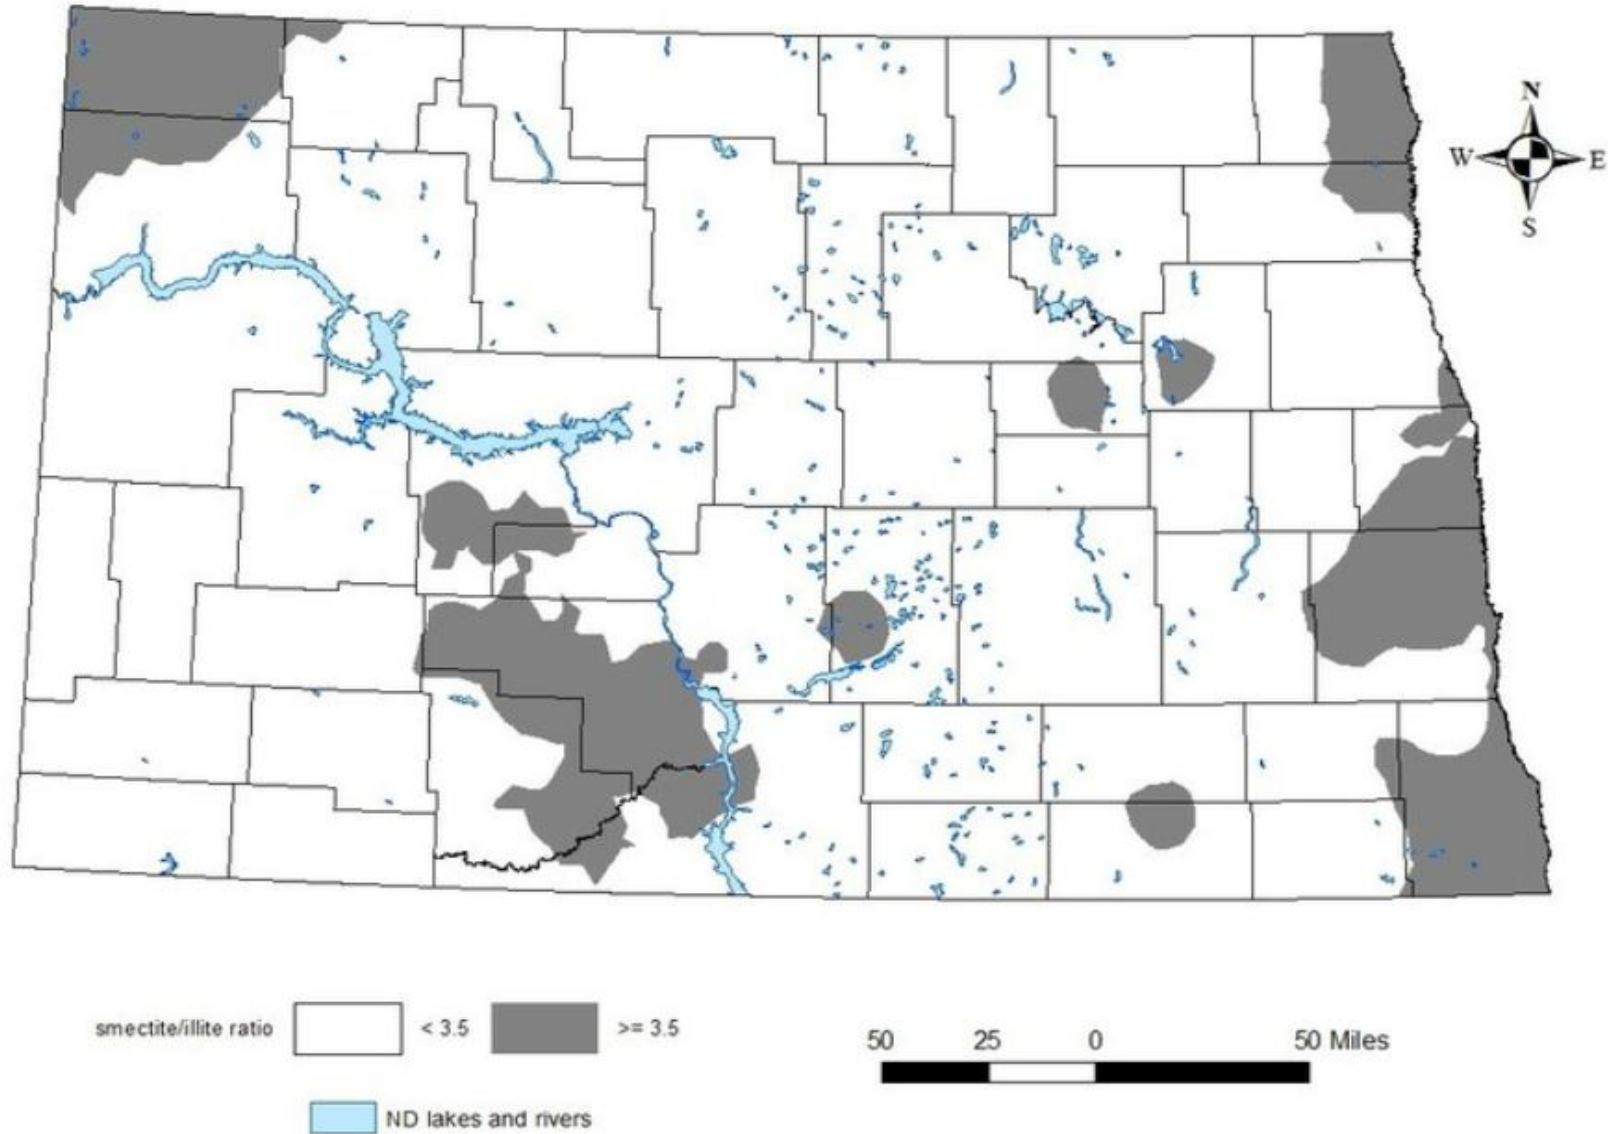 N
W E
S
smectite/illite ratio < 3.5 >= 3.5
50 25 0 50 Miles
ND lakes and rivers